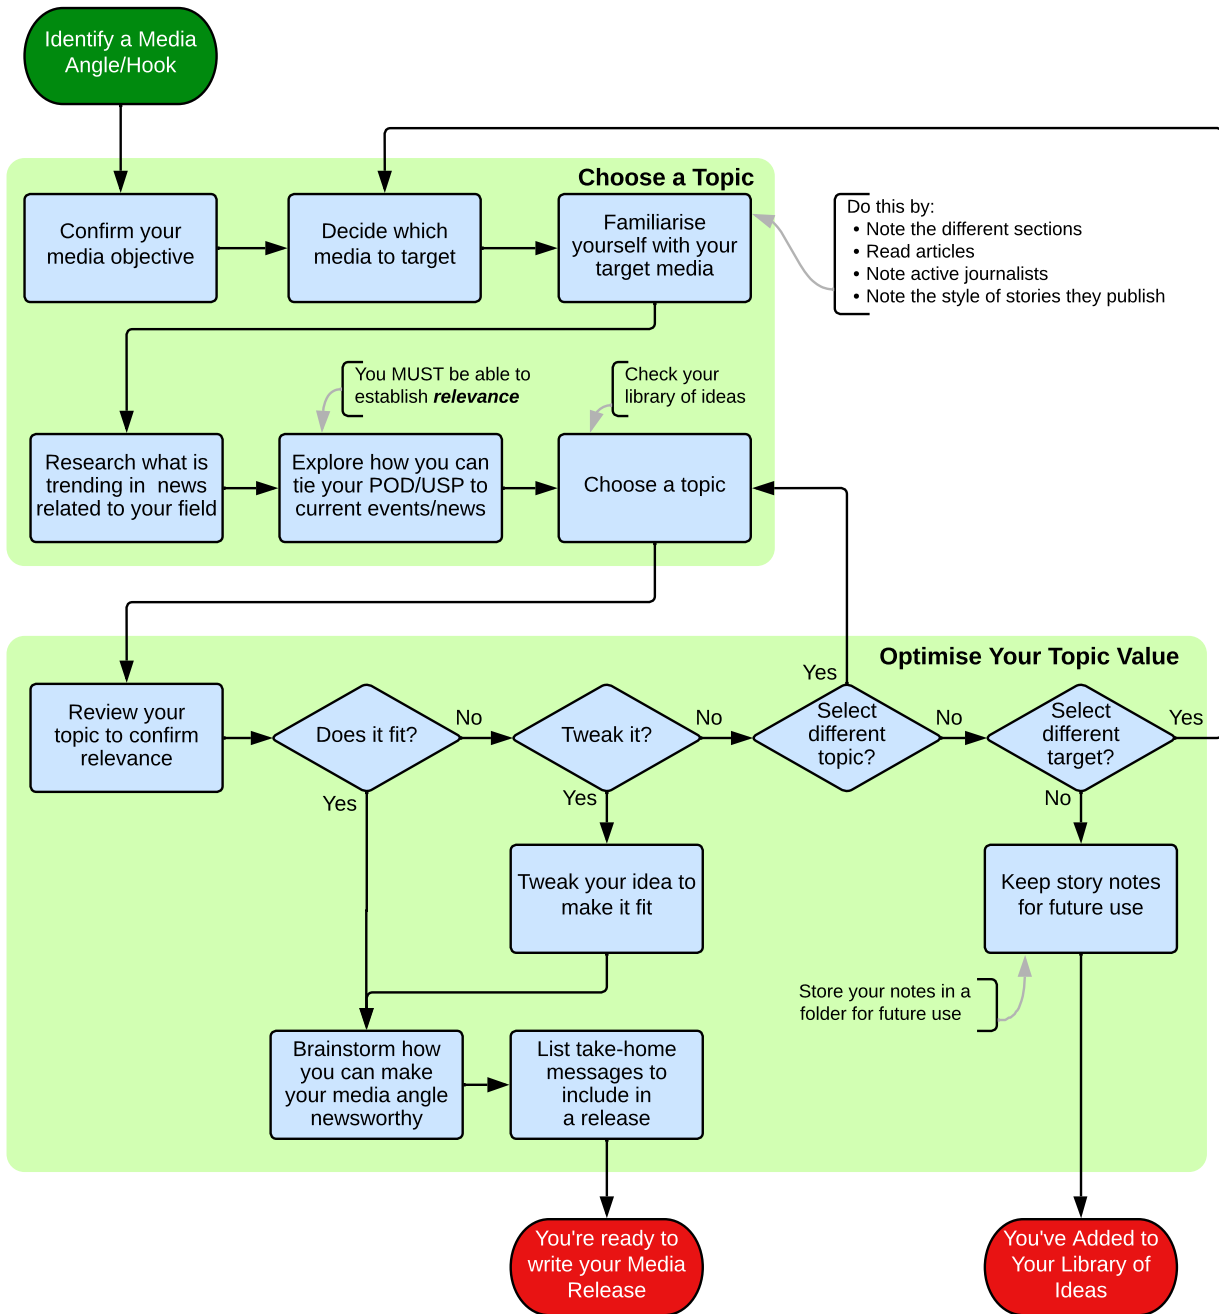 Identify a Media
Angle/Hook
Choose a Topic
Confirm your
media objective
Decide which
media to target
Familiarise
yourself with your
target media
Do this by:
• Note the different sections
• Read articles
• Note active journalists
• Note the style of stories they publish
You MUST be able to
establish relevance
Check your
library of ideas
Research what is
trending in news
related to your field
Explore how you can
tie your POD/USP to
current events/news
Choose a topic
Optimise Your Topic Value
Review your
topic to confirm
relevance
Does it fit?
No
Yes
Tweak it?
No
Yes
Select
different
topic?
Yes
No
Select
different
target?
Yes
No
Tweak your idea to
make it fit
Keep story notes
for future use
Store your notes in a
folder for future use
Brainstorm how
you can make
your media angle
newsworthy
List take-home
messages to
include in
a release
You're ready to
write your Media
Release
You've Added to
Your Library of
Ideas